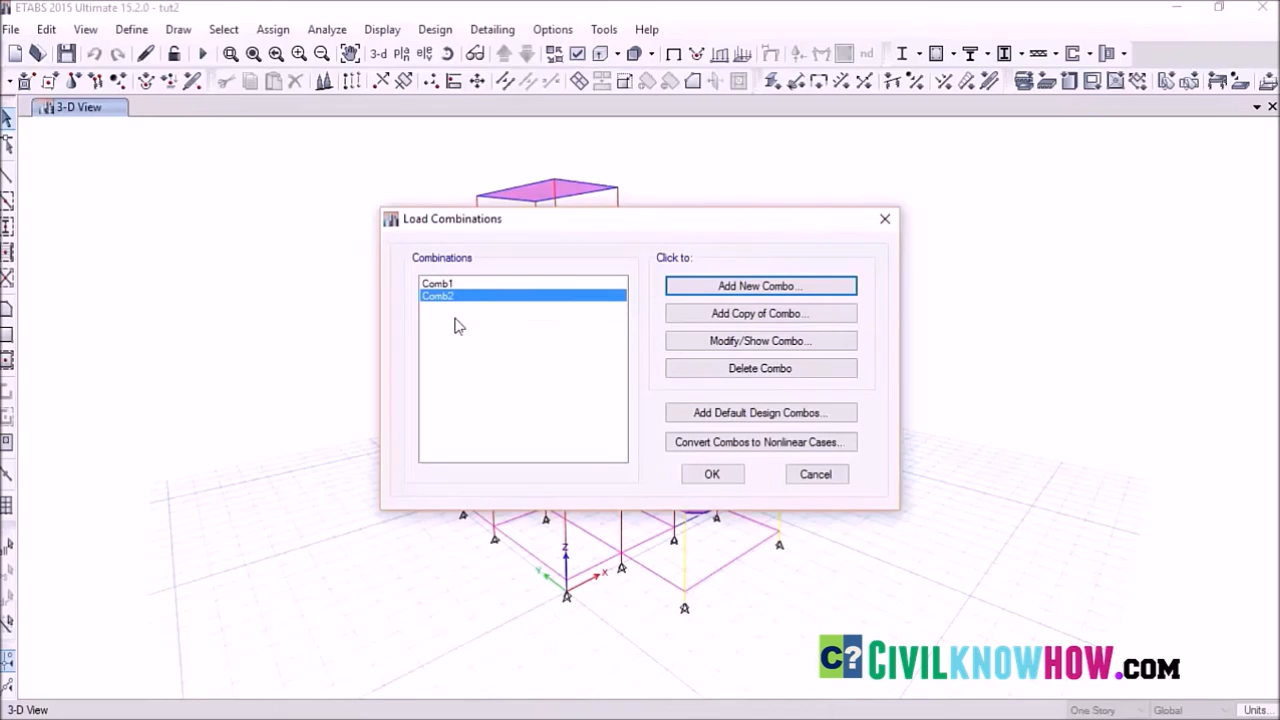 ETABS 2015 Ultimate 15.2.0 - tut2
File Edit View Define Draw Select Assign Analyze Display Design Detailing Options Tools Help
3-d
nd
3-D View
Load Combinations
Combinations
Comb1
Comb2
Click to:
Add New Combo...
Add Copy of Combo...
Modify/Show Combo...
Delete Combo
Add Default Design Combos...
Convert Combos to Nonlinear Cases...
OK Cancel
Z
Y X
C? CIVILKNOWHOW.COM
3-D View One Story Global Units...